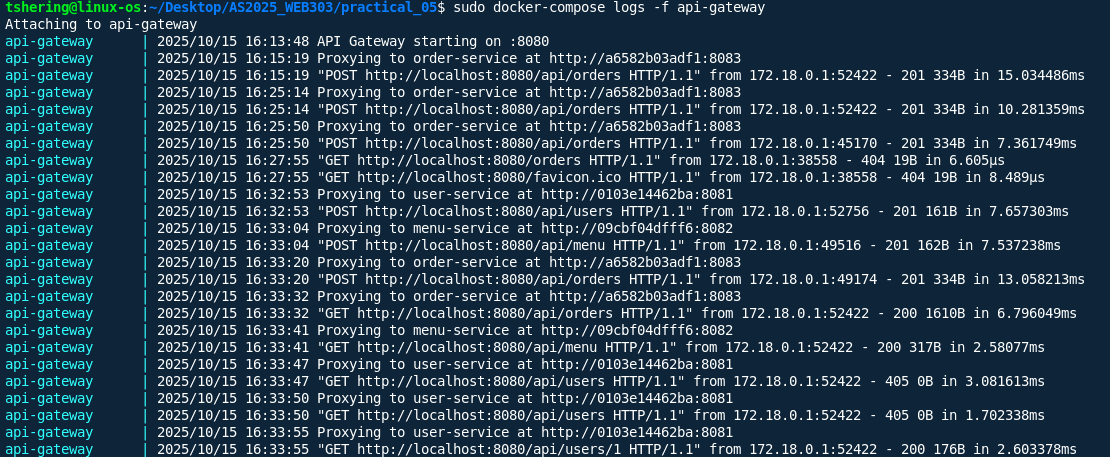 tshering@linux-os:~/Desktop/AS2025_WEB303/practical_05$ sudo docker-compose logs -f api-gateway
Attaching to api-gateway
api-gateway      | 2025/10/15 16:13:48 API Gateway starting on :8080
api-gateway      | 2025/10/15 16:15:19 Proxying to order-service at http://a6582b03adf1:8083
api-gateway      | 2025/10/15 16:15:19 "POST http://localhost:8080/api/orders HTTP/1.1" from 172.18.0.1:52422 - 201 334B in 15.034486ms
api-gateway      | 2025/10/15 16:25:14 Proxying to order-service at http://a6582b03adf1:8083
api-gateway      | 2025/10/15 16:25:14 "POST http://localhost:8080/api/orders HTTP/1.1" from 172.18.0.1:52422 - 201 334B in 10.281359ms
api-gateway      | 2025/10/15 16:25:50 Proxying to order-service at http://a6582b03adf1:8083
api-gateway      | 2025/10/15 16:25:50 "POST http://localhost:8080/api/orders HTTP/1.1" from 172.18.0.1:45170 - 201 334B in 7.361749ms
api-gateway      | 2025/10/15 16:27:55 "GET http://localhost:8080/orders HTTP/1.1" from 172.18.0.1:38558 - 404 19B in 6.605µs
api-gateway      | 2025/10/15 16:27:55 "GET http://localhost:8080/favicon.ico HTTP/1.1" from 172.18.0.1:38558 - 404 19B in 8.489µs
api-gateway      | 2025/10/15 16:32:53 Proxying to user-service at http://0103e14462ba:8081
api-gateway      | 2025/10/15 16:32:53 "POST http://localhost:8080/api/users HTTP/1.1" from 172.18.0.1:52756 - 201 161B in 7.657303ms
api-gateway      | 2025/10/15 16:33:04 Proxying to menu-service at http://09cbf04dfff6:8082
api-gateway      | 2025/10/15 16:33:04 "POST http://localhost:8080/api/menu HTTP/1.1" from 172.18.0.1:49516 - 201 162B in 7.537238ms
api-gateway      | 2025/10/15 16:33:20 Proxying to order-service at http://a6582b03adf1:8083
api-gateway      | 2025/10/15 16:33:20 "POST http://localhost:8080/api/orders HTTP/1.1" from 172.18.0.1:49174 - 201 334B in 13.058213ms
api-gateway      | 2025/10/15 16:33:32 Proxying to order-service at http://a6582b03adf1:8083
api-gateway      | 2025/10/15 16:33:32 "GET http://localhost:8080/api/orders HTTP/1.1" from 172.18.0.1:52422 - 200 1610B in 6.796049ms
api-gateway      | 2025/10/15 16:33:41 Proxying to menu-service at http://09cbf04dfff6:8082
api-gateway      | 2025/10/15 16:33:41 "GET http://localhost:8080/api/menu HTTP/1.1" from 172.18.0.1:52422 - 200 317B in 2.58077ms
api-gateway      | 2025/10/15 16:33:47 Proxying to user-service at http://0103e14462ba:8081
api-gateway      | 2025/10/15 16:33:47 "GET http://localhost:8080/api/users HTTP/1.1" from 172.18.0.1:52422 - 405 0B in 3.081613ms
api-gateway      | 2025/10/15 16:33:50 Proxying to user-service at http://0103e14462ba:8081
api-gateway      | 2025/10/15 16:33:50 "GET http://localhost:8080/api/users HTTP/1.1" from 172.18.0.1:52422 - 405 0B in 1.702338ms
api-gateway      | 2025/10/15 16:33:55 Proxying to user-service at http://0103e14462ba:8081
api-gateway      | 2025/10/15 16:33:55 "GET http://localhost:8080/api/users/1 HTTP/1.1" from 172.18.0.1:52422 - 200 176B in 2.603378ms